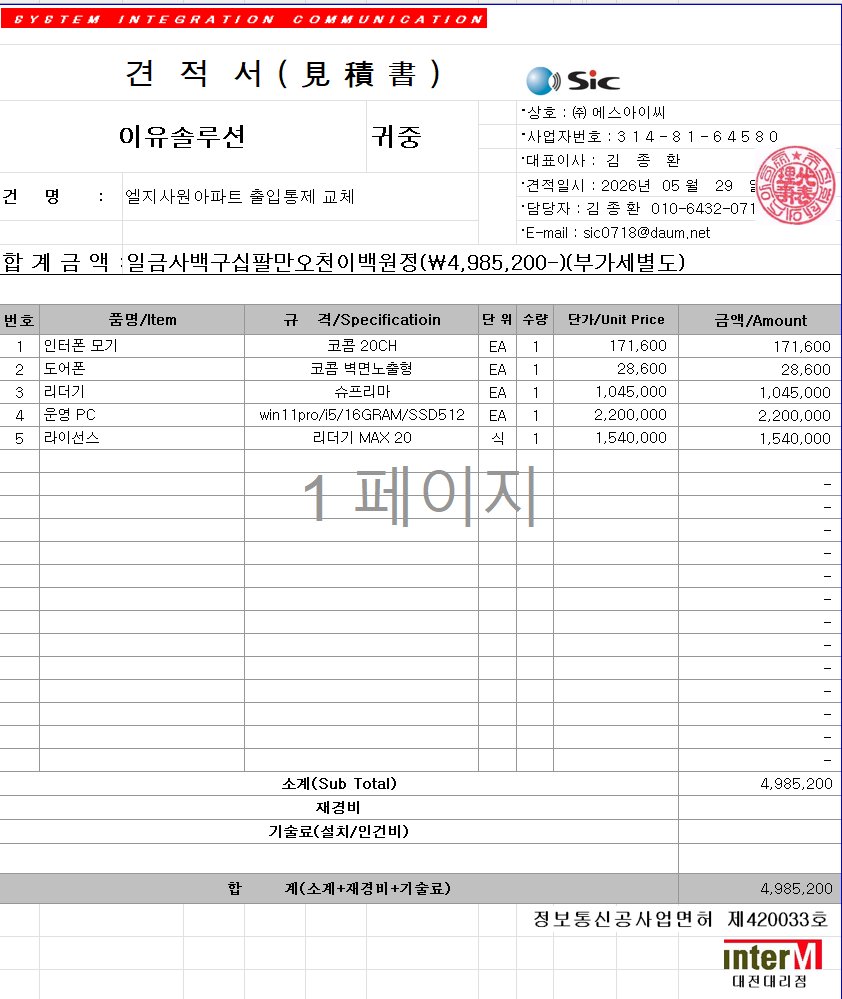 SYSTEM INTEGRATION COMMUNICATION
견 적 서 ( 見 積 書 )
Sic
이유솔루션 귀중
·상호 : ㈜ 에스아이씨
·사업자번호 : 3 1 4 - 8 1 - 6 4 5 8 0
·대표이사 : 김 종 환
건 명 : 엘지사원아파트 출입통제 교체
·견적일시 : 2026년 05 월 29
·담당자 : 김 종 환 010-6432-071
·E-mail : sic0718@daum.net
합 계 금 액 :일금사백구십팔만오천이백원정(₩4,985,200-)(부가세별도)
번호 품명/Item 규 격/Specificatioin 단 위 수량 단가/Unit Price 금액/Amount
1 인터폰 모기 코콤 20CH EA 1 171,600 171,600
2 도어폰 코콤 벽면노출형 EA 1 28,600 28,600
3 리더기 슈프리마 EA 1 1,045,000 1,045,000
4 운영 PC win11pro/i5/16GRAM/SSD512 EA 1 2,200,000 2,200,000
5 라이선스 리더기 MAX 20 식 1 1,540,000 1,540,000
1 페이지
-
-
-
-
-
-
-
-
-
-
-
-
-
소계(Sub Total) 4,985,200
재경비
기술료(설치/인건비)
합 계(소계+재경비+기술료) 4,985,200
정보통신공사업면허 제420033호
interM
대전대리점